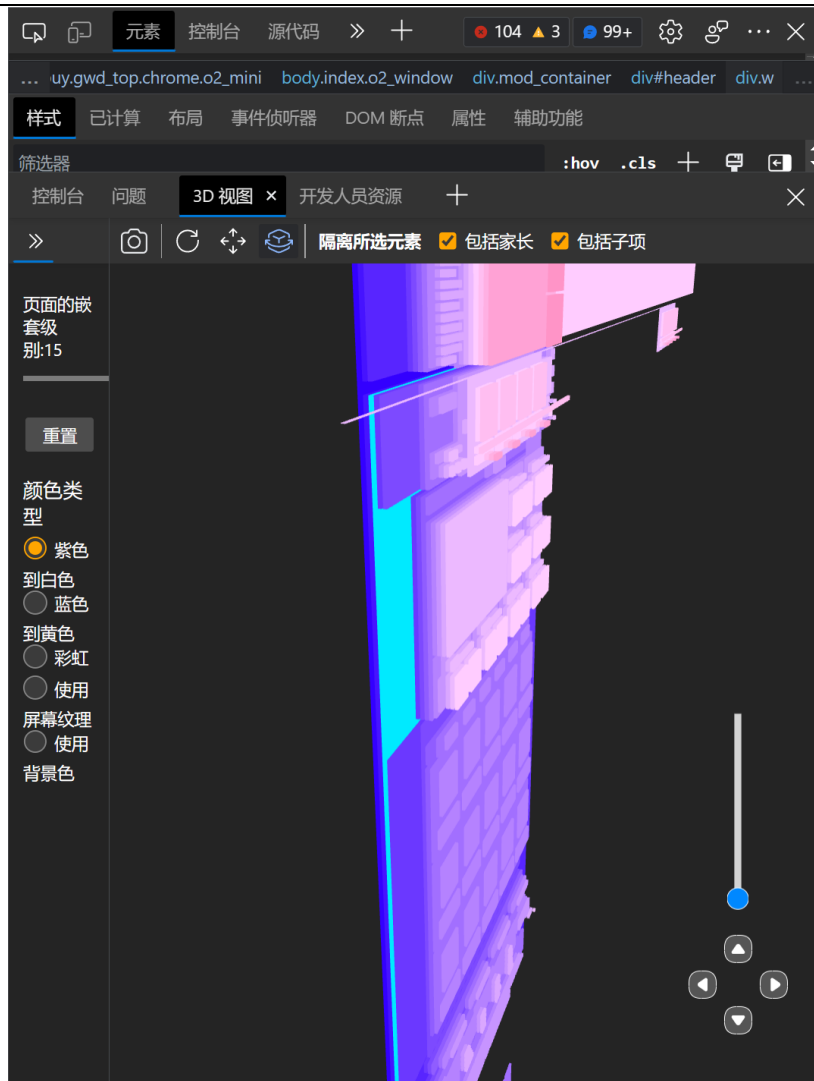 元素 控制台 源代码 104 3 99+
... uy.gwd_top.chrome.o2_mini body.index.o2_window div.mod_container div#header div.w ...
样式 已计算 布局 事件侦听器 DOM 断点 属性 辅助功能
筛选器 :hov .cls
控制台 问题 3D 视图 开发人员资源
隔离所选元素 包括家长 包括子项
页面的嵌
套级
别:15
重置
颜色类
型
紫色
到白色
蓝色
到黄色
彩虹
使用
屏幕纹理
使用
背景色